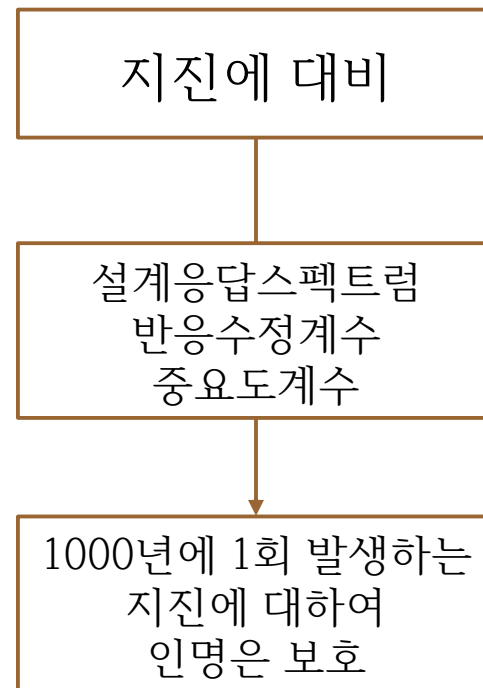 지진에 대비
설계응답스펙트럼
반응수정계수
중요도계수
1000년에 1회 발생하는
지진에 대하여
인명은 보호